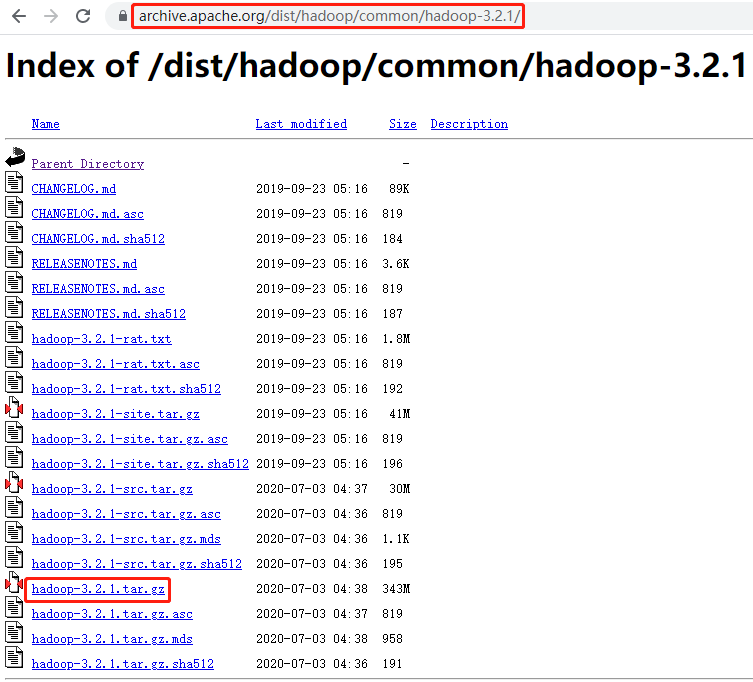 archive.apache.org/dist/hadoop/common/hadoop-3.2.1/
Index of /dist/hadoop/common/hadoop-3.2.1
Name Last modified Size Description
Parent Directory -
CHANGELOG.md 2019-09-23 05:16 89K
CHANGELOG.md.asc 2019-09-23 05:16 819
CHANGELOG.md.sha512 2019-09-23 05:16 184
RELEASENOTES.md 2019-09-23 05:16 3.6K
RELEASENOTES.md.asc 2019-09-23 05:16 819
RELEASENOTES.md.sha512 2019-09-23 05:16 187
hadoop-3.2.1-rat.txt 2019-09-23 05:16 1.8M
hadoop-3.2.1-rat.txt.asc 2019-09-23 05:16 819
hadoop-3.2.1-rat.txt.sha512 2019-09-23 05:16 192
hadoop-3.2.1-site.tar.gz 2019-09-23 05:16 41M
hadoop-3.2.1-site.tar.gz.asc 2019-09-23 05:16 819
hadoop-3.2.1-site.tar.gz.sha512 2019-09-23 05:16 196
hadoop-3.2.1-src.tar.gz 2020-07-03 04:37 30M
hadoop-3.2.1-src.tar.gz.asc 2020-07-03 04:36 819
hadoop-3.2.1-src.tar.gz.mds 2020-07-03 04:36 1.1K
hadoop-3.2.1-src.tar.gz.sha512 2020-07-03 04:36 195
hadoop-3.2.1.tar.gz 2020-07-03 04:38 343M
hadoop-3.2.1.tar.gz.asc 2020-07-03 04:37 819
hadoop-3.2.1.tar.gz.mds 2020-07-03 04:38 958
hadoop-3.2.1.tar.gz.sha512 2020-07-03 04:36 191